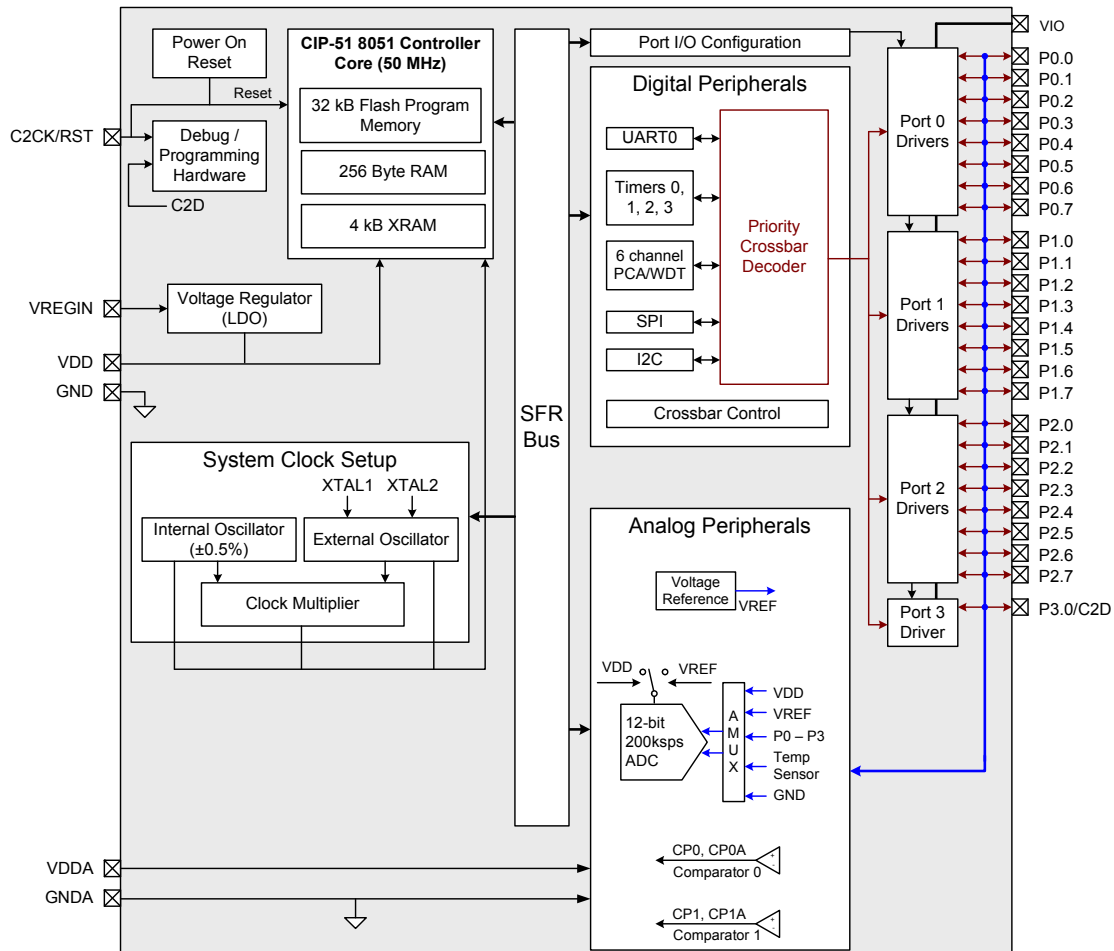 Power On
Reset
Reset
C2CK/RST
Debug /
Programming
Hardware
C2D
CIP-51 8051 Controller
Core (50 MHz)
32 kB Flash Program
Memory
256 Byte RAM
4 kB XRAM
VREGIN
Voltage Regulator
(LDO)
VDD
GND
System Clock Setup
XTAL1
XTAL2
Internal Oscillator
(±0.5%)
External Oscillator
Clock Multiplier
VDDA
GNDA
SFR
Bus
Port I/O Configuration
Digital Peripherals
UART0
Timers 0,
1, 2, 3
6 channel
PCA/WDT
SPI
I2C
Priority
Crossbar
Decoder
Crossbar Control
Analog Peripherals
Voltage
Reference
VREF
VDD
VREF
12-bit
200ksps
ADC
A
M
U
X
VDD
VREF
P0 – P3
Temp
Sensor
GND
CP0, CP0A
+
-
Comparator 0
CP1, CP1A
+
-
Comparator 1
Port 0
Drivers
Port 1
Drivers
Port 2
Drivers
Port 3
Driver
VIO
P0.0
P0.1
P0.2
P0.3
P0.4
P0.5
P0.6
P0.7
P1.0
P1.1
P1.2
P1.3
P1.4
P1.5
P1.6
P1.7
P2.0
P2.1
P2.2
P2.3
P2.4
P2.5
P2.6
P2.7
P3.0/C2D